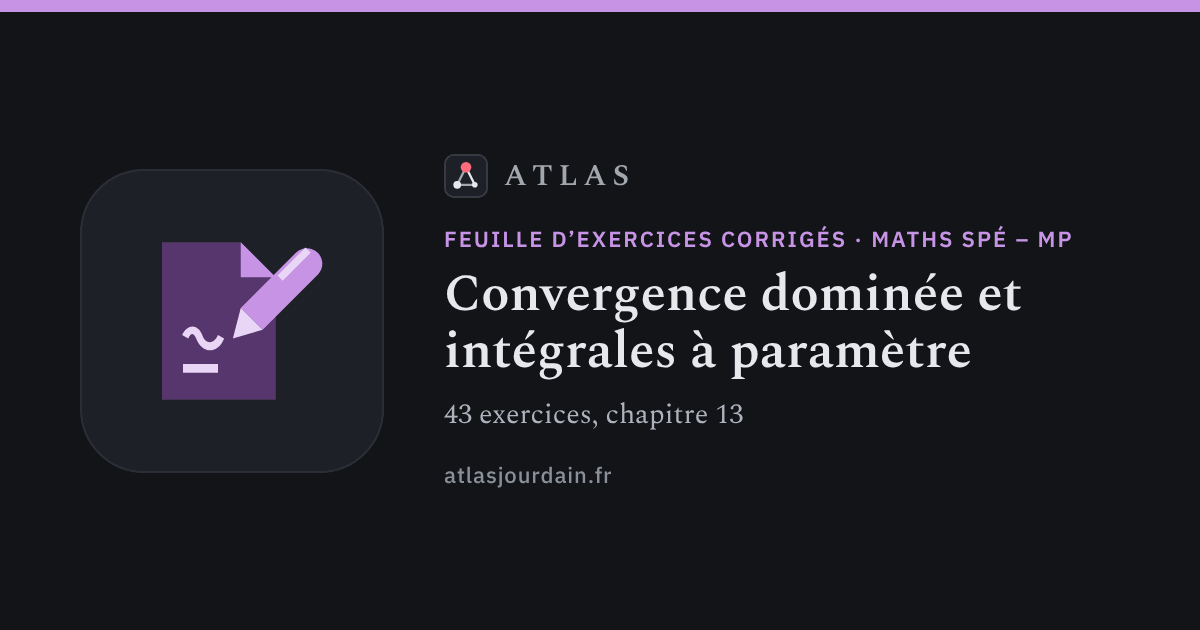 ATLAS
FEUILLE D’EXERCICES CORRIGÉS · MATHS SPÉ – MP
Convergence dominée et
intégrales à paramètre
43 exercices, chapitre 13
atlasjourdain.fr